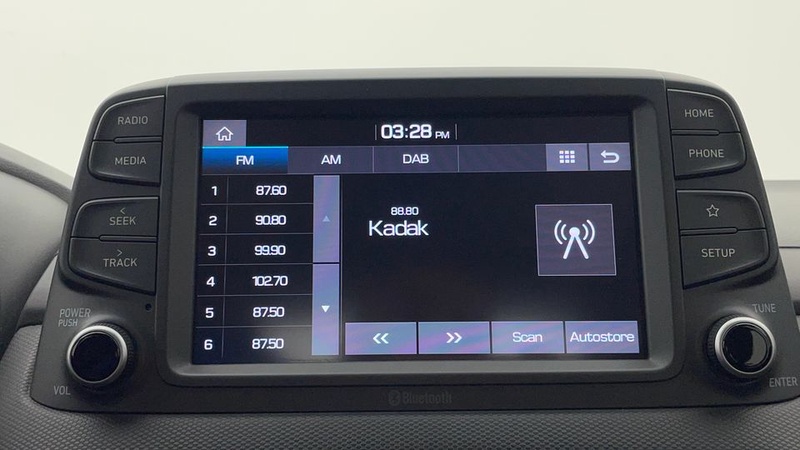 RADIO
MEDIA
< SEEK
> TRACK
POWER
PUSH
VOL
03:28 PM
FM AM DAB
1 87.60
2 90.80
3 99.90
4 102.70
5 87.50
6 87.50
88.80
Kadak
Scan Autostore
HOME
PHONE
SETUP
TUNE
ENTER
Bluetooth